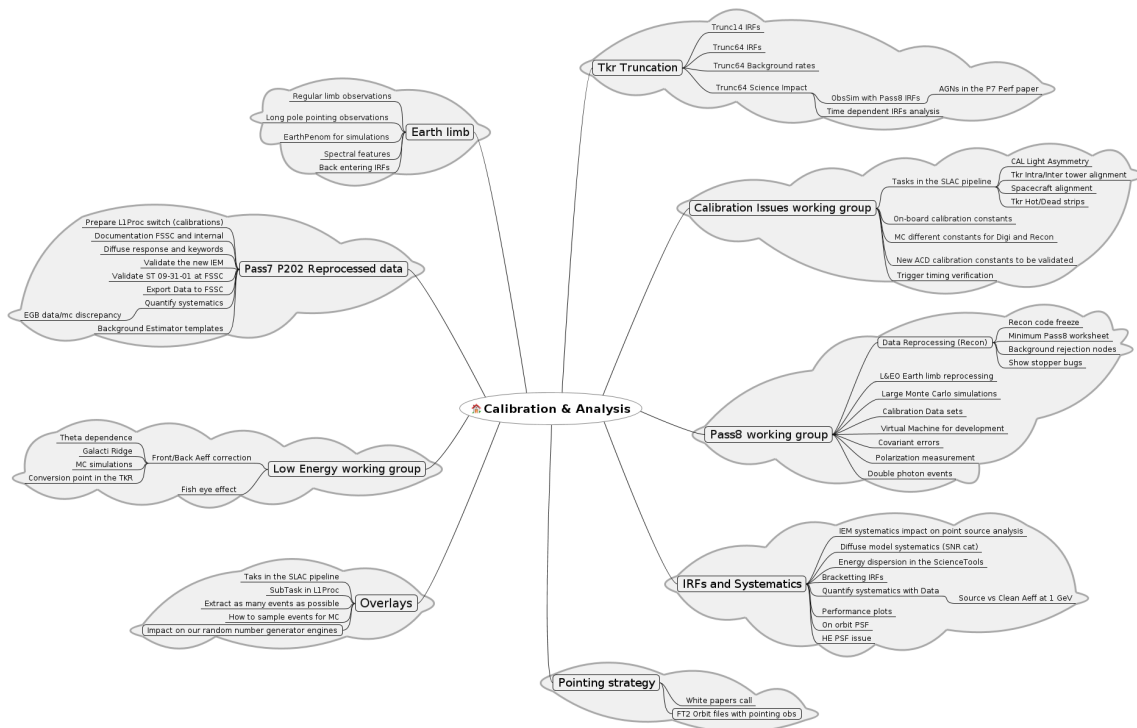 Calibration & Analysis
Tkr Truncation
Trunc14 IRFs
Trunc64 IRFs
Trunc64 Background rates
Trunc64 Science Impact
ObsSim with Pass8 IRFs
AGNs in the P7 Perf paper
Time dependent IRFs analysis
Calibration Issues working group
Tasks in the SLAC pipeline
CAL Light Asymmetry
Tkr Intra/Inter tower alignment
Spacecraft alignment
Tkr Hot/Dead strips
On-board calibration constants
MC different constants for Digi and Recon
New ACD calibration constants to be validated
Trigger timing verification
Pass8 working group
Data Reprocessing (Recon)
Recon code freeze
Minimum Pass8 worksheet
Background rejection nodes
Show stopper bugs
L&EO Earth limb reprocessing
Large Monte Carlo simulations
Calibration Data sets
Virtual Machine for development
Covariant errors
Polarization measurement
Double photon events
IRFs and Systematics
IEM systematics impact on point source analysis
Diffuse model systematics (SNR cat)
Energy dispersion in the ScienceTools
Bracketting IRFs
Quantify systematics with Data
Source vs Clean Aeff at 1 GeV
Performance plots
On orbit PSF
HE PSF issue
Pointing strategy
White papers call
FT2 Orbit files with pointing obs
Earth limb
Regular limb observations
Long pole pointing observations
EarthPenom for simulations
Spectral features
Back entering IRFs
Pass7 P202 Reprocessed data
Prepare L1Proc switch (calibrations)
Documentation FSSC and internal
Diffuse response and keywords
Validate the new IEM
Validate ST 09-31-01 at FSSC
Export Data to FSSC
Quantify systematics
EGB data/mc discrepancy
Background Estimator templates
Low Energy working group
Front/Back Aeff correction
Theta dependence
Galacti Ridge
MC simulations
Conversion point in the TKR
Fish eye effect
Overlays
Taks in the SLAC pipeline
SubTask in L1Proc
Extract as many events as possible
How to sample events for MC
Impact on our random number generator engines